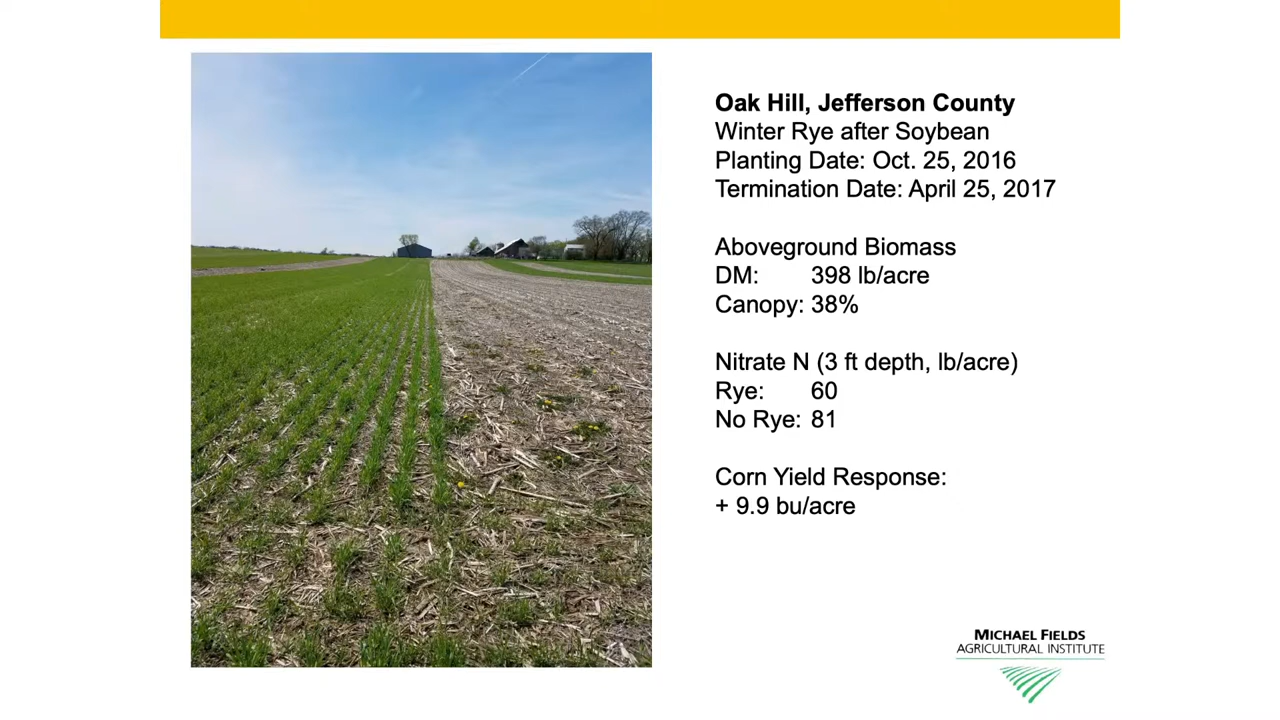 Oak Hill, Jefferson County
Winter Rye after Soybean
Planting Date: Oct. 25, 2016
Termination Date: April 25, 2017
Aboveground Biomass
DM: 398 lb/acre
Canopy: 38%
Nitrate N (3 ft depth, lb/acre)
Rye: 60
No Rye: 81
Corn Yield Response:
+ 9.9 bu/acre
MICHAEL FIELDS
AGRICULTURAL INSTITUTE